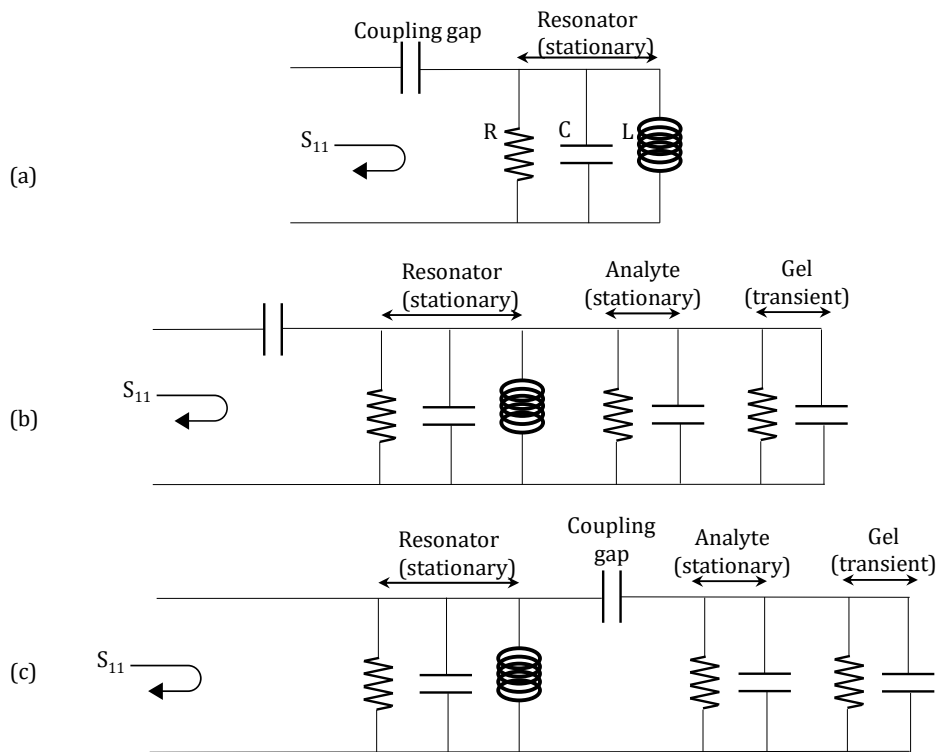 Resonator
(stationary)
Coupling gap
S11
R
C
L
(a)
Resonator
(stationary)
Analyte
(stationary)
Gel
(transient)
S11
(b)
Coupling
gap
Resonator
(stationary)
Analyte
(stationary)
Gel
(transient)
S11
(c)